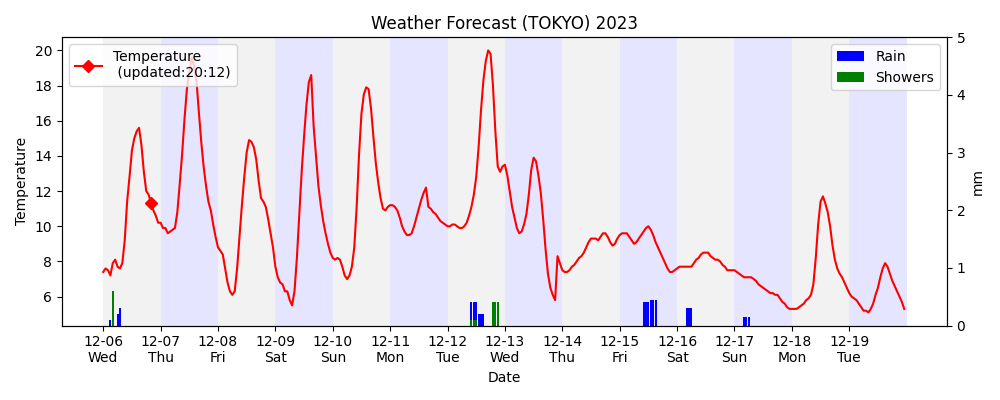 Weather Forecast (TOKYO) 2023
Temperature
(updated:20:12)
Rain
Showers
Temperature
20
18
16
14
12
10
8
6
5
4
3
2
1
0
mm
12-06 12-07 12-08 12-09 12-10 12-11 12-12 12-13 12-14 12-15 12-16 12-17 12-18 12-19
Wed Thu Fri Sat Sun Mon Tue Wed Thu Fri Sat Sun Mon Tue
Date